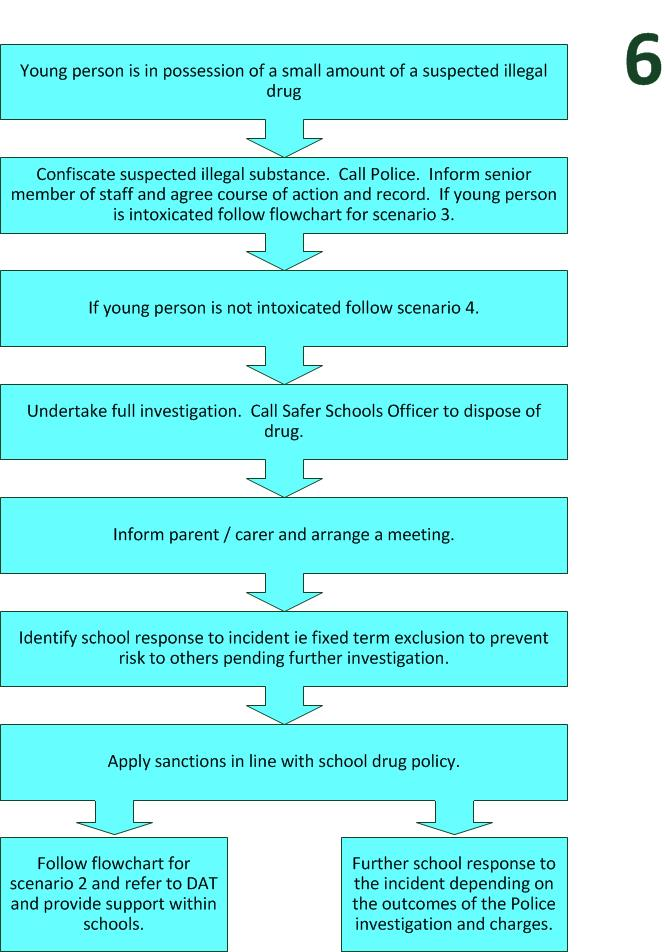 6
Young person is in possession of a small amount of a suspected illegal
drug
Confiscate suspected illegal substance.  Call Police.  Inform senior
member of staff and agree course of action and record.  If young person
is intoxicated follow flowchart for scenario 3.
If young person is not intoxicated follow scenario 4.
Undertake full investigation.  Call Safer Schools Officer to dispose of
drug.
Inform parent / carer and arrange a meeting.
Identify school response to incident ie fixed term exclusion to prevent
risk to others pending further investigation.
Apply sanctions in line with school drug policy.
Follow flowchart for
scenario 2 and refer to DAT
and provide support within
schools.
Further school response to
the incident depending on
the outcomes of the Police
investigation and charges.